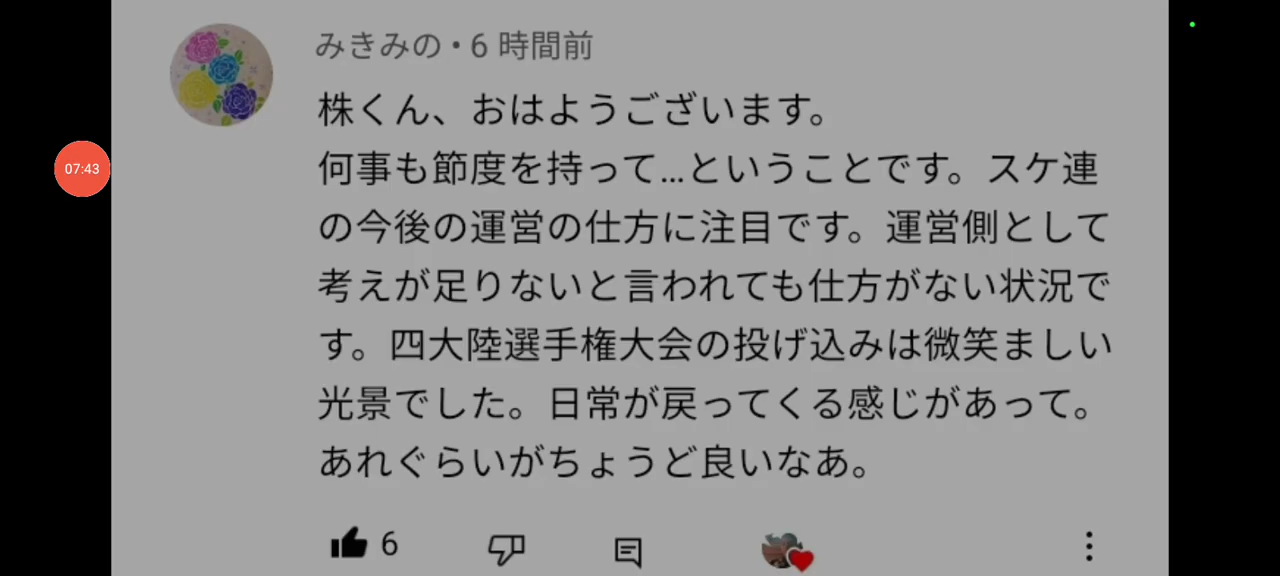 みきみの • 6 時間前
株くん、おはようございます。
07:43
何事も節度を持って...ということです。スケ連
の今後の運営の仕方に注目です。運営側として
考えが足りないと言われても仕方がない状況で
す。四大陸選手権大会の投げ込みは微笑ましい
光景でした。日常が戻ってくる感じがあって。
あれぐらいがちょうど良いなあ。
6